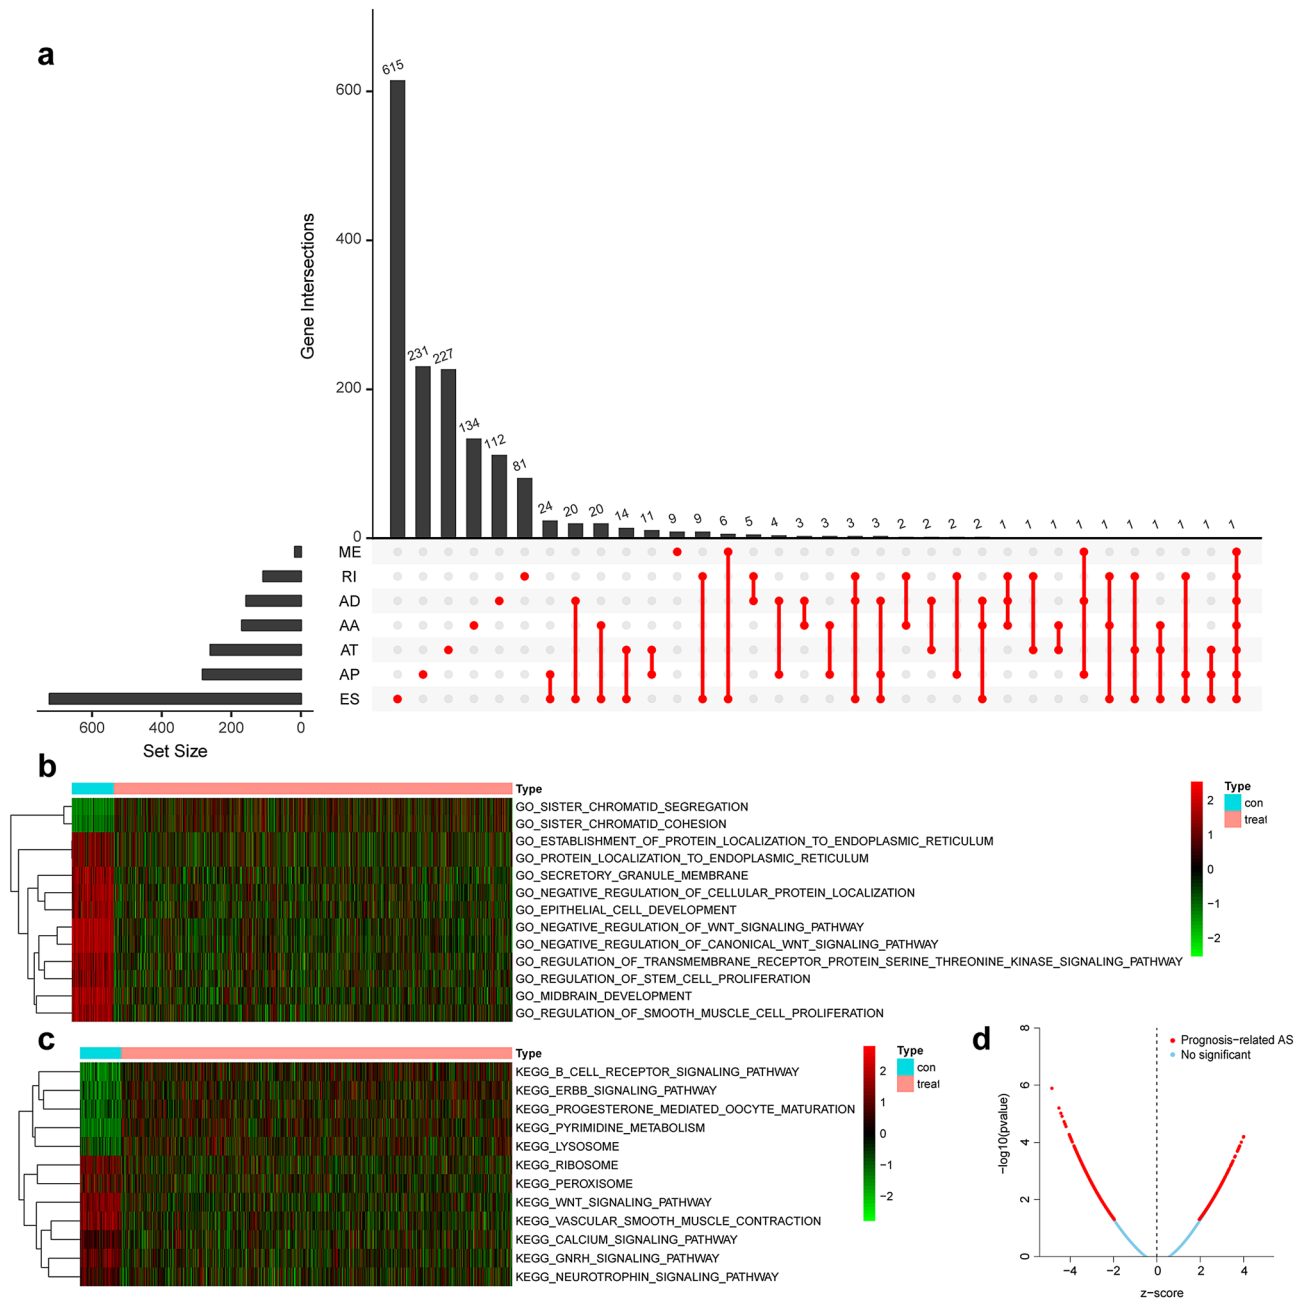 a
Gene Intersections
600
400
200
0
615
231
227
134
112
81
24
20
20
14
11
9
9
6
5
4
3
3
3
3
2
2
2
2
1
1
1
1
1
1
1
1
1
1
ME
RI
AD
AA
AT
AP
ES
600
400
200
0
Set Size
b
Type
GO_SISTER_CHROMATID_SEGREGATION
GO_SISTER_CHROMATID_COHESION
GO_ESTABLISHMENT_OF_PROTEIN_LOCALIZATION_TO_ENDOPLASMIC_RETICULUM
GO_PROTEIN_LOCALIZATION_TO_ENDOPLASMIC_RETICULUM
GO_SECRETORY_GRANULE_MEMBRANE
GO_NEGATIVE_REGULATION_OF_CELLULAR_PROTEIN_LOCALIZATION
GO_EPITHELIAL_CELL_DEVELOPMENT
GO_NEGATIVE_REGULATION_OF_WNT_SIGNALING_PATHWAY
GO_NEGATIVE_REGULATION_OF_CANONICAL_WNT_SIGNALING_PATHWAY
GO_REGULATION_OF_TRANSMEMBRANE_RECEPTOR_PROTEIN_SERINE_THREONINE_KINASE_SIGNALING_PATHWAY
GO_REGULATION_OF_STEM_CELL_PROLIFERATION
GO_MIDBRAIN_DEVELOPMENT
GO_REGULATION_OF_SMOOTH_MUSCLE_CELL_PROLIFERATION
2
1
0
−1
−2
Type
con
treat
c
Type
KEGG_B_CELL_RECEPTOR_SIGNALING_PATHWAY
KEGG_ERBB_SIGNALING_PATHWAY
KEGG_PROGESTERONE_MEDIATED_OOCYTE_MATURATION
KEGG_PYRIMIDINE_METABOLISM
KEGG_LYSOSOME
KEGG_RIBOSOME
KEGG_PEROXISOME
KEGG_WNT_SIGNALING_PATHWAY
KEGG_VASCULAR_SMOOTH_MUSCLE_CONTRACTION
KEGG_CALCIUM_SIGNALING_PATHWAY
KEGG_GNRH_SIGNALING_PATHWAY
KEGG_NEUROTROPHIN_SIGNALING_PATHWAY
2
1
0
−1
−2
Type
con
treat
d
−log10(pvalue)
8
6
4
2
0
Prognosis−related AS
No significant
−4
−2
0
2
4
z−score